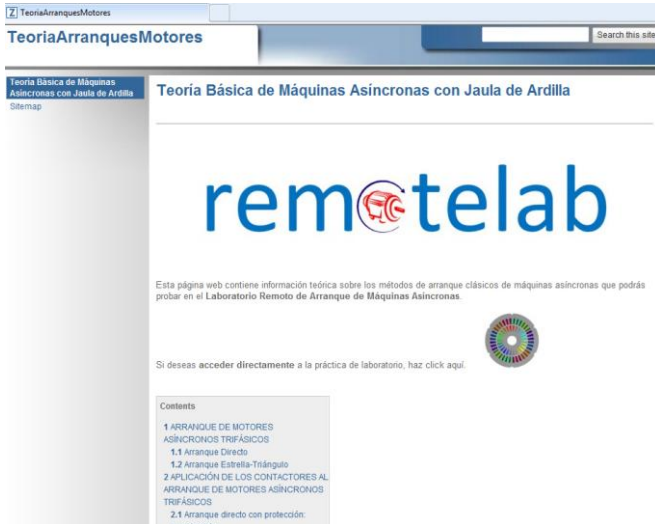 TeoriaArranquesMotores
TeoriaArranquesMotores
Search this site
Teoría Básica de Máquinas
Asíncronas con Jaula de Ardilla
Sitemap
Teoría Básica de Máquinas Asíncronas con Jaula de Ardilla
remotelab
Esta página web contiene información teórica sobre los métodos de arranque clásicos de máquinas asíncronas que podrás
probar en el Laboratorio Remoto de Arranque de Máquinas Asíncronas.
Si deseas acceder directamente a la práctica de laboratorio, haz click aquí.
Contents
1 ARRANQUE DE MOTORES
ASÍNCRONOS TRIFÁSICOS
1.1 Arranque Directo
1.2 Arranque Estrella-Triángulo
2 APLICACIÓN DE LOS CONTACTORES AL
ARRANQUE DE MOTORES ASÍNCRONOS
TRIFÁSICOS
2.1 Arranque directo con protección: